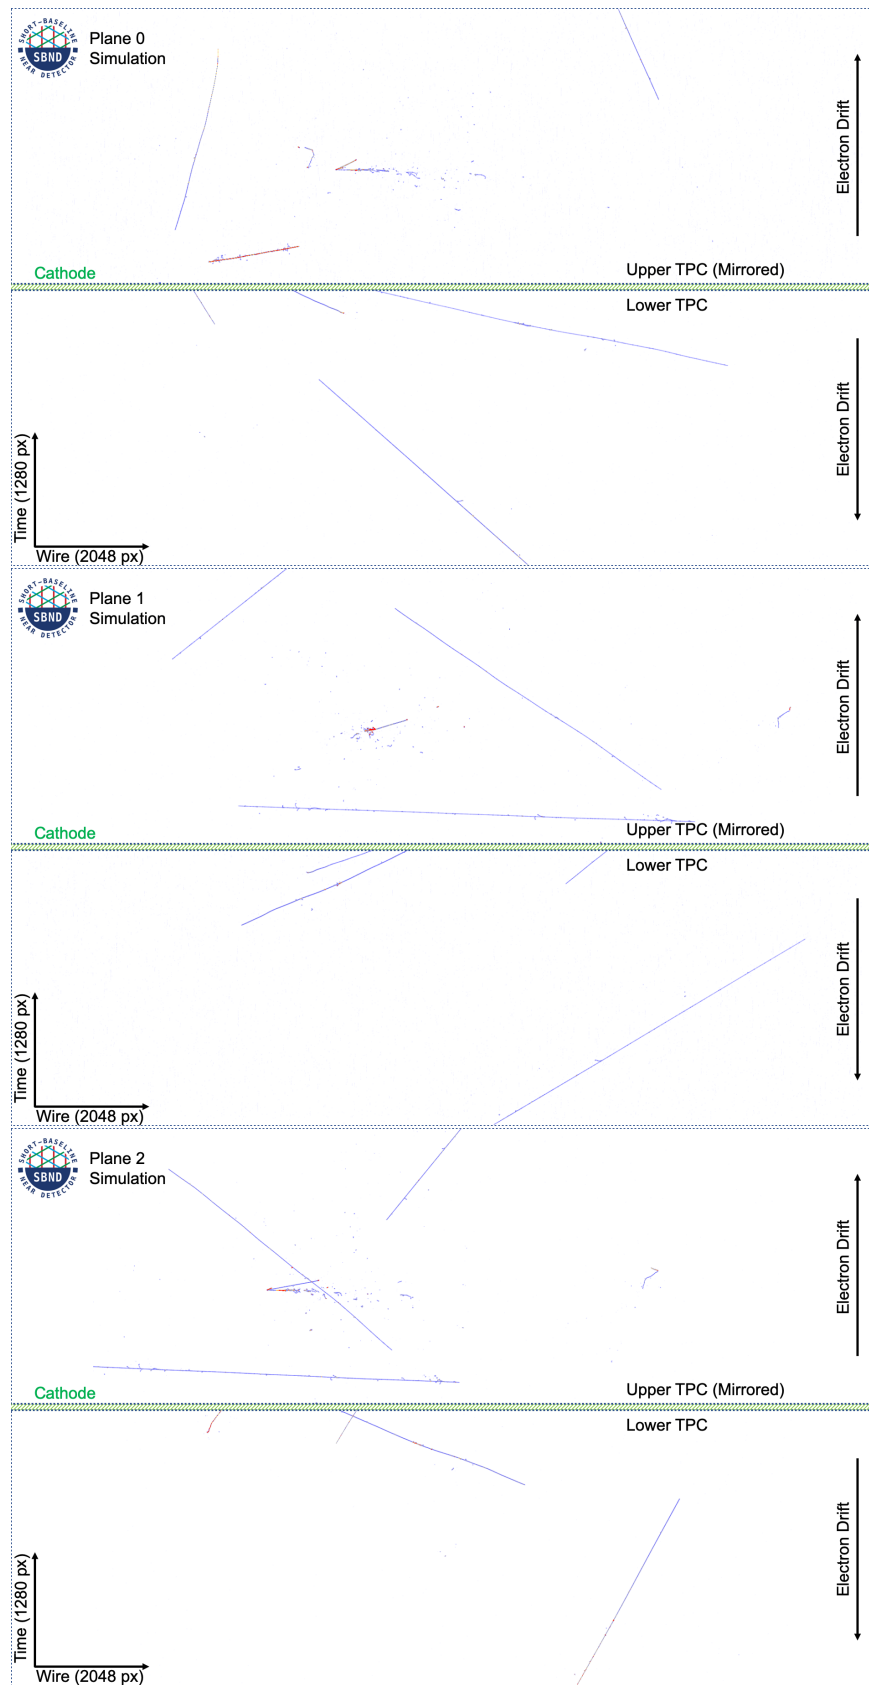 SHORT-BASELINE
SBND
NEAR DETECTOR
Plane 0
Simulation
Electron Drift
Cathode
Upper TPC (Mirrored)
Lower TPC
Electron Drift
Time (1280 px)
Wire (2048 px)
SHORT-BASELINE
SBND
NEAR DETECTOR
Plane 1
Simulation
Electron Drift
Cathode
Upper TPC (Mirrored)
Lower TPC
Electron Drift
Time (1280 px)
Wire (2048 px)
SHORT-BASELINE
SBND
NEAR DETECTOR
Plane 2
Simulation
Electron Drift
Cathode
Upper TPC (Mirrored)
Lower TPC
Electron Drift
Time (1280 px)
Wire (2048 px)